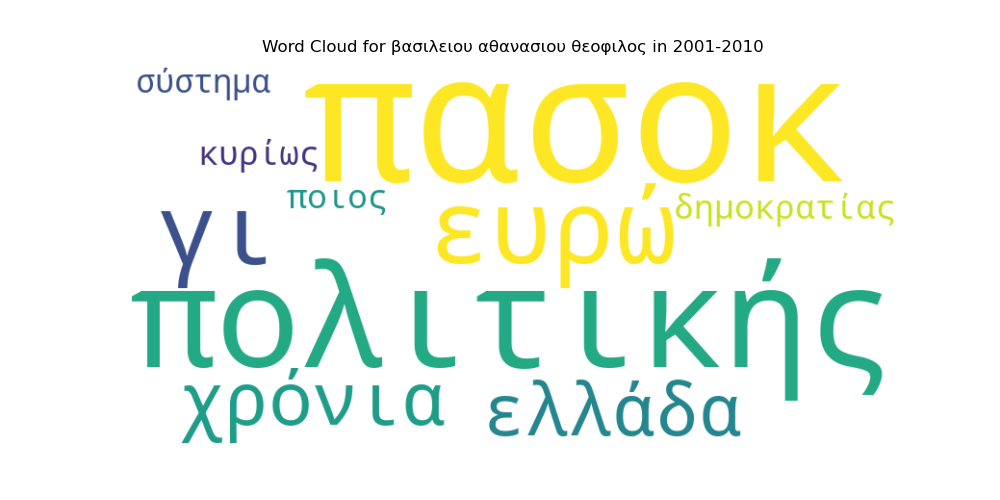 Word Cloud for βασιλειου αθανασιου θεοφιλος in 2001-2010
σύστημα
πασοκ
κυρίως
ποιος
δημοκρατίας
γι
ευρώ
πολιτικής
χρόνια
ελλάδα